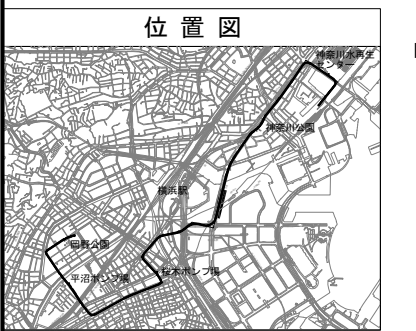 位置図
神奈川水再生
センター
神奈川公園
横浜駅
岡野公園
平沼ポンプ場
桜木ポンプ場